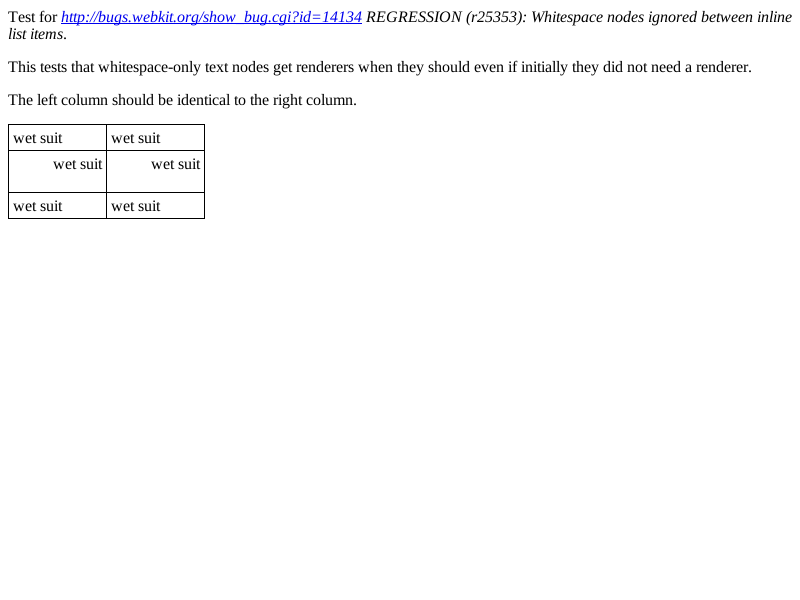 Test for http://bugs.webkit.org/show_bug.cgi?id=14134 REGRESSION (r25353): Whitespace nodes ignored between inline
list items.
This tests that whitespace-only text nodes get renderers when they should even if initially they did not need a renderer.
The left column should be identical to the right column.
wet suit wet suit
wet suit wet suit
wet suit wet suit